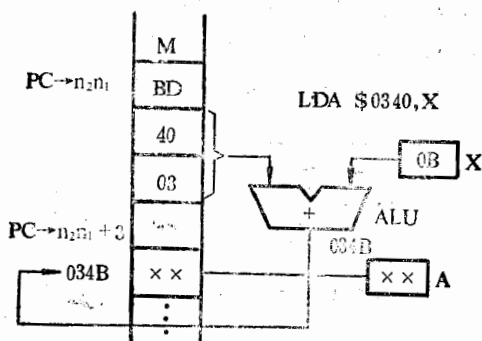 M
PC→n₂n₁ BD
LDA $0340,X
40
0B X
03
+ ALU
PC→n₂n₁+3
034B
034B ×× ×× A